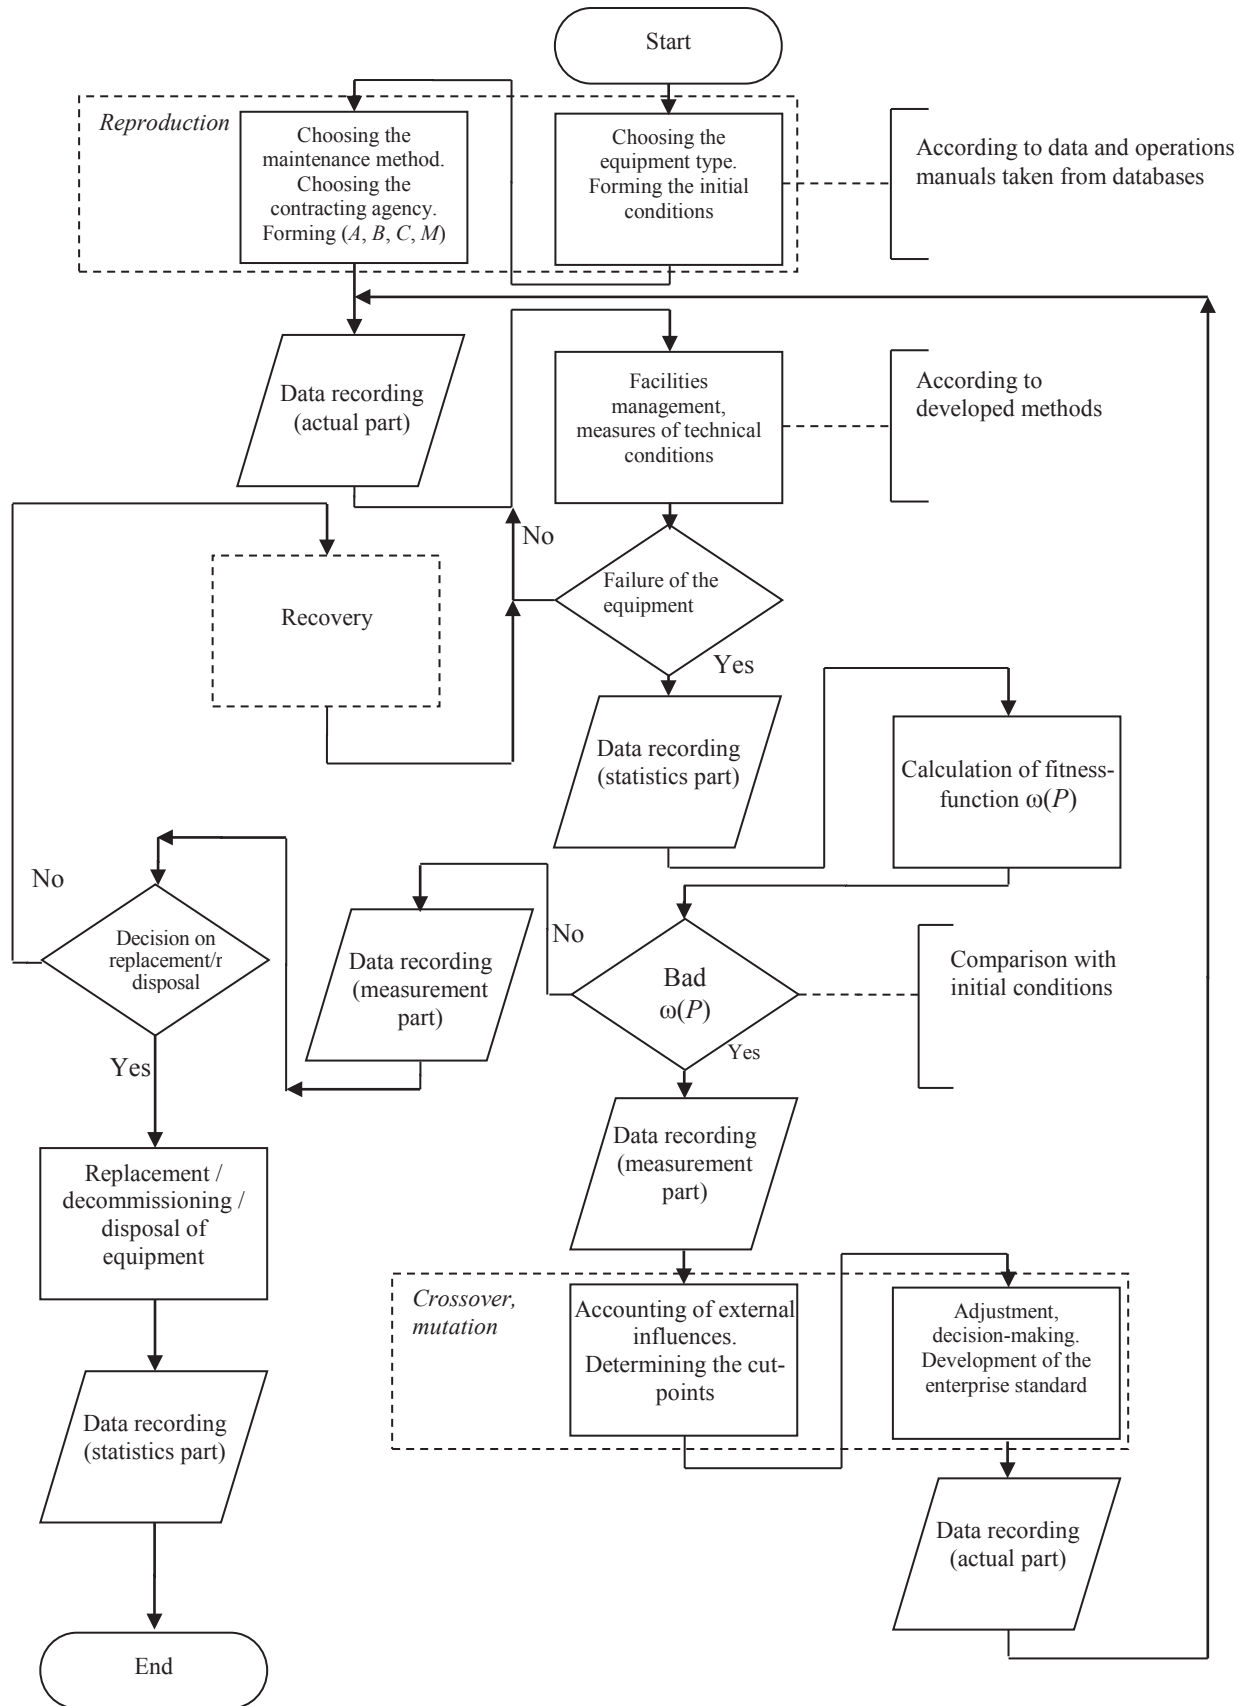 Start
Reproduction
Choosing the
maintenance method.
Choosing the
contracting agency.
Forming (A, B, C, M)
Choosing the
equipment type.
Forming the initial
conditions
According to data and operations
manuals taken from databases
Data recording
(actual part)
Facilities
management,
measures of technical
conditions
According to
developed methods
No
Failure of the
equipment
Yes
Recovery
Data recording
(statistics part)
Calculation of fitness-
function ω(P)
No
Decision on
replacement/r
disposal
Yes
Data recording
(measurement
part)
No
Bad
ω(P)
Yes
Comparison with
initial conditions
Data recording
(measurement
part)
Replacement /
decommissioning /
disposal of
equipment
Crossover,
mutation
Accounting of external
influences.
Determining the cut-
points
Adjustment,
decision-making.
Development of the
enterprise standard
Data recording
(statistics part)
Data recording
(actual part)
End